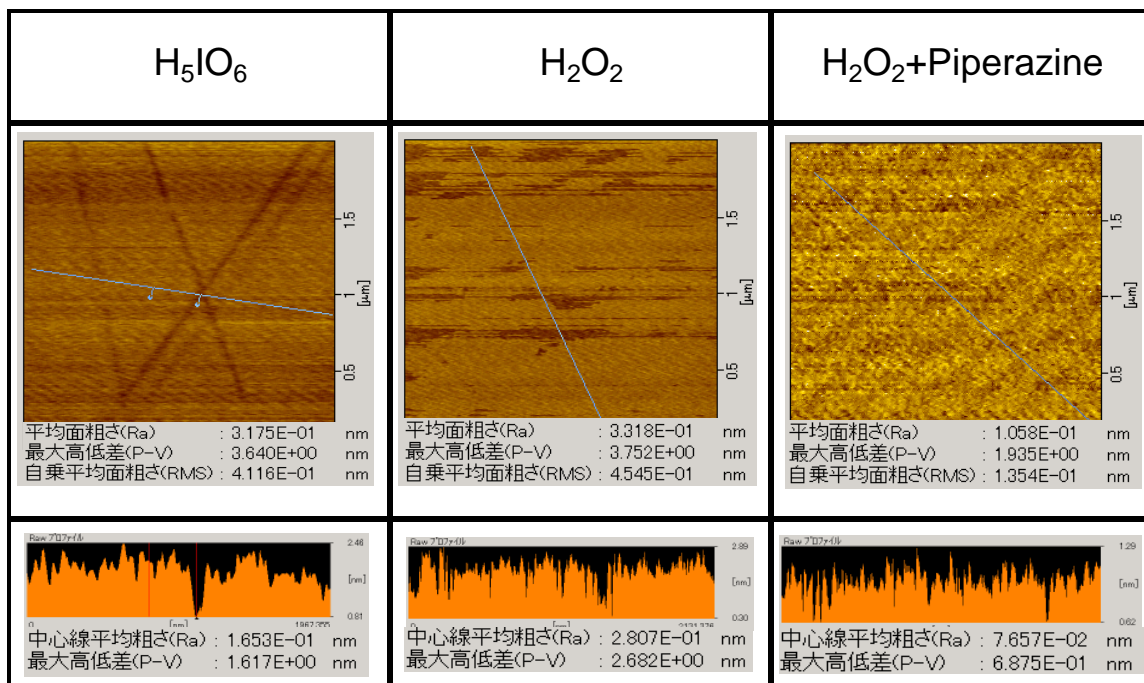 H₅IO₆
H₂O₂
H₂O₂+Piperazine
1.5
1
[μm]
0.5
平均面粗さ(Ra) : 3.175E-01 nm
最大高低差(P-V) : 3.640E+00 nm
自乗平均面粗さ(RMS) : 4.116E-01 nm
1.5
1
[μm]
0.5
平均面粗さ(Ra) : 3.318E-01 nm
最大高低差(P-V) : 3.752E+00 nm
自乗平均面粗さ(RMS) : 4.545E-01 nm
1.5
1
[μm]
0.5
平均面粗さ(Ra) : 1.058E-01 nm
最大高低差(P-V) : 1.935E+00 nm
自乗平均面粗さ(RMS) : 1.354E-01 nm
Raw プロファイル
2.46
[nm]
0.81
0 [nm] 1967.355
中心線平均粗さ(Ra) : 1.653E-01 nm
最大高低差(P-V) : 1.617E+00 nm
Raw プロファイル
2.89
[nm]
0.30
中心線平均粗さ(Ra) : 2.807E-01 nm
最大高低差(P-V) : 2.682E+00 nm
Raw プロファイル
1.29
[nm]
0.62
中心線平均粗さ(Ra) : 7.657E-02 nm
最大高低差(P-V) : 6.875E-01 nm